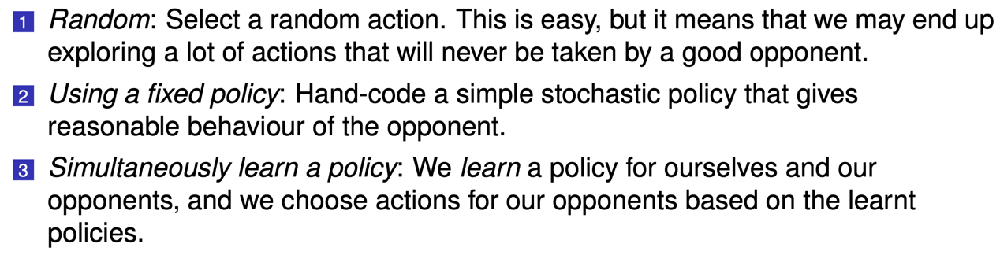 1 Random: Select a random action. This is easy, but it means that we may end up
exploring a lot of actions that will never be taken by a good opponent.
2 Using a fixed policy: Hand-code a simple stochastic policy that gives
reasonable behaviour of the opponent.
3 Simultaneously learn a policy: We learn a policy for ourselves and our
opponents, and we choose actions for our opponents based on the learnt
policies.